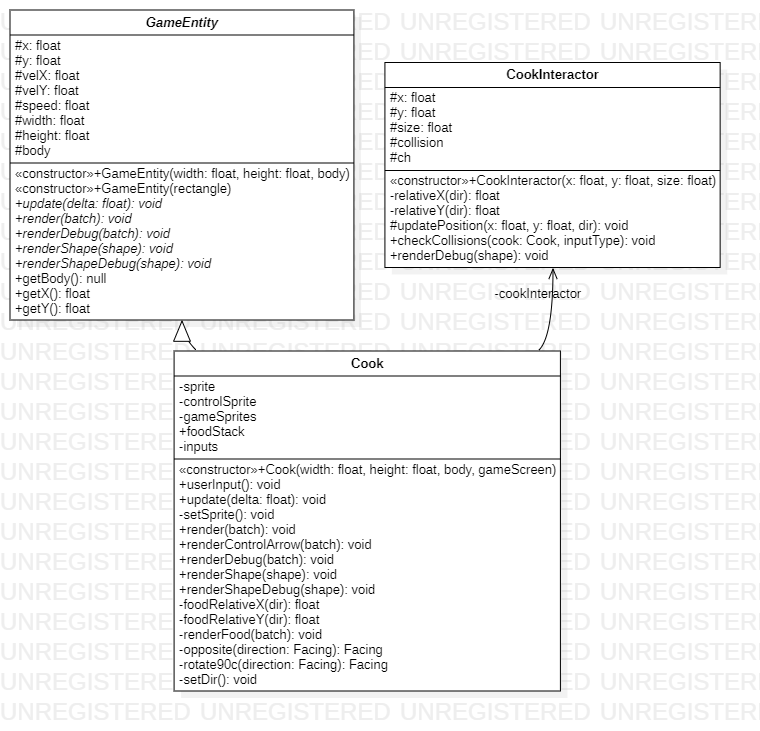 GameEntity
#x: float
#y: float
#velX: float
#velY: float
#speed: float
#width: float
#height: float
#body
«constructor»+GameEntity(width: float, height: float, body)
«constructor»+GameEntity(rectangle)
+update(delta: float): void
+render(batch): void
+renderDebug(batch): void
+renderShape(shape): void
+renderShapeDebug(shape): void
+getBody(): null
+getX(): float
+getY(): float
CookInteractor
#x: float
#y: float
#size: float
#collision
#ch
«constructor»+CookInteractor(x: float, y: float, size: float)
-relativeX(dir): float
-relativeY(dir): float
#updatePosition(x: float, y: float, dir): void
+checkCollisions(cook: Cook, inputType): void
+renderDebug(shape): void
-cookInteractor
Cook
-sprite
-controlSprite
-gameSprites
+foodStack
-inputs
«constructor»+Cook(width: float, height: float, body, gameScreen)
+userInput(): void
+update(delta: float): void
-setSprite(): void
+render(batch): void
+renderControlArrow(batch): void
+renderDebug(batch): void
+renderShape(shape): void
+renderShapeDebug(shape): void
-foodRelativeX(dir): float
-foodRelativeY(dir): float
-renderFood(batch): void
-opposite(direction: Facing): Facing
-rotate90c(direction: Facing): Facing
-setDir(): void
UNREGISTERED UNREGISTERED UNREGISTERED UNREGISTERED